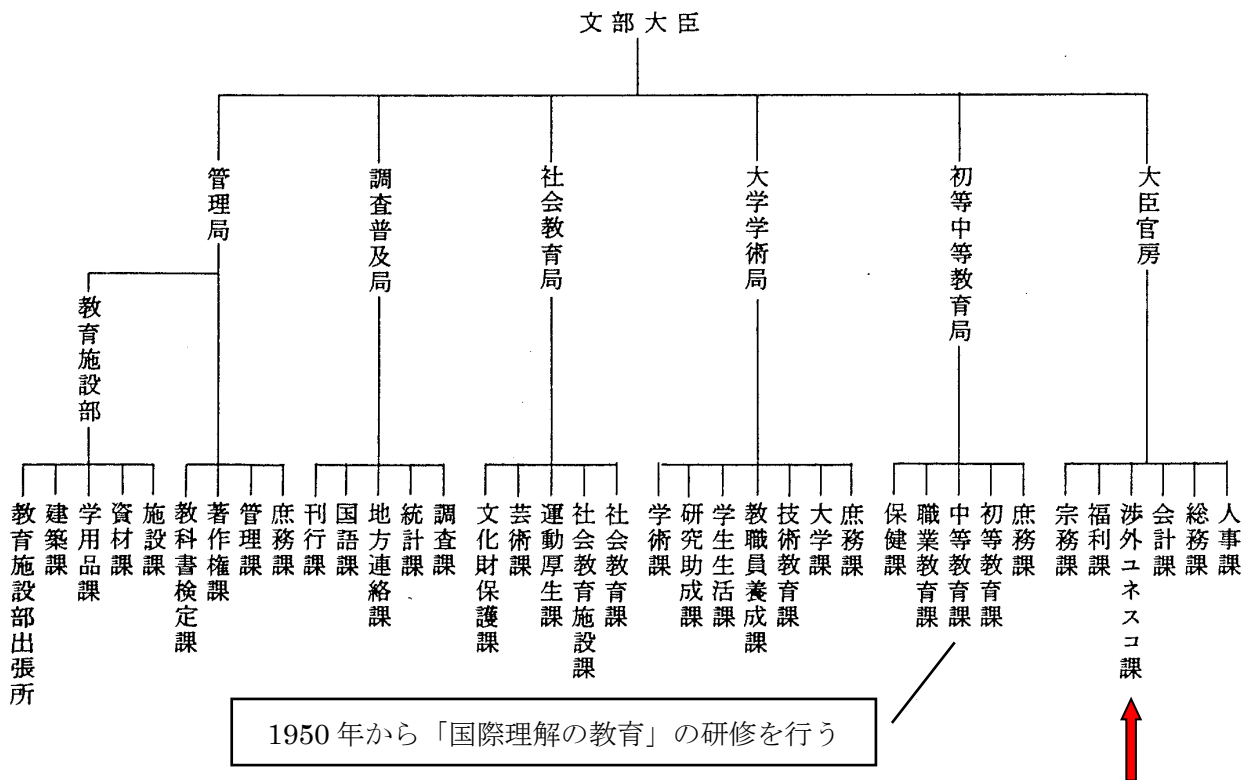 文部大臣
大臣官房
初等中等教育局
大学学術局
社会教育局
調査普及局
管理局
教育施設部
人事課
総務課
会計課
渉外ユネスコ課
福利課
宗務課
庶務課
初等教育課
中等教育課
職業教育課
保健課
庶務課
大学課
技術教育課
教職員養成課
学生生活課
研究助成課
学術課
社会教育課
社会教育施設課
運動厚生課
芸術課
文化財保護課
調査課
統計課
地方連絡課
国語課
刊行課
庶務課
管理課
著作権課
教科書検定課
施設課
資材課
学用品課
建築課
教育施設部出張所
1950年から「国際理解の教育」の研修を行う